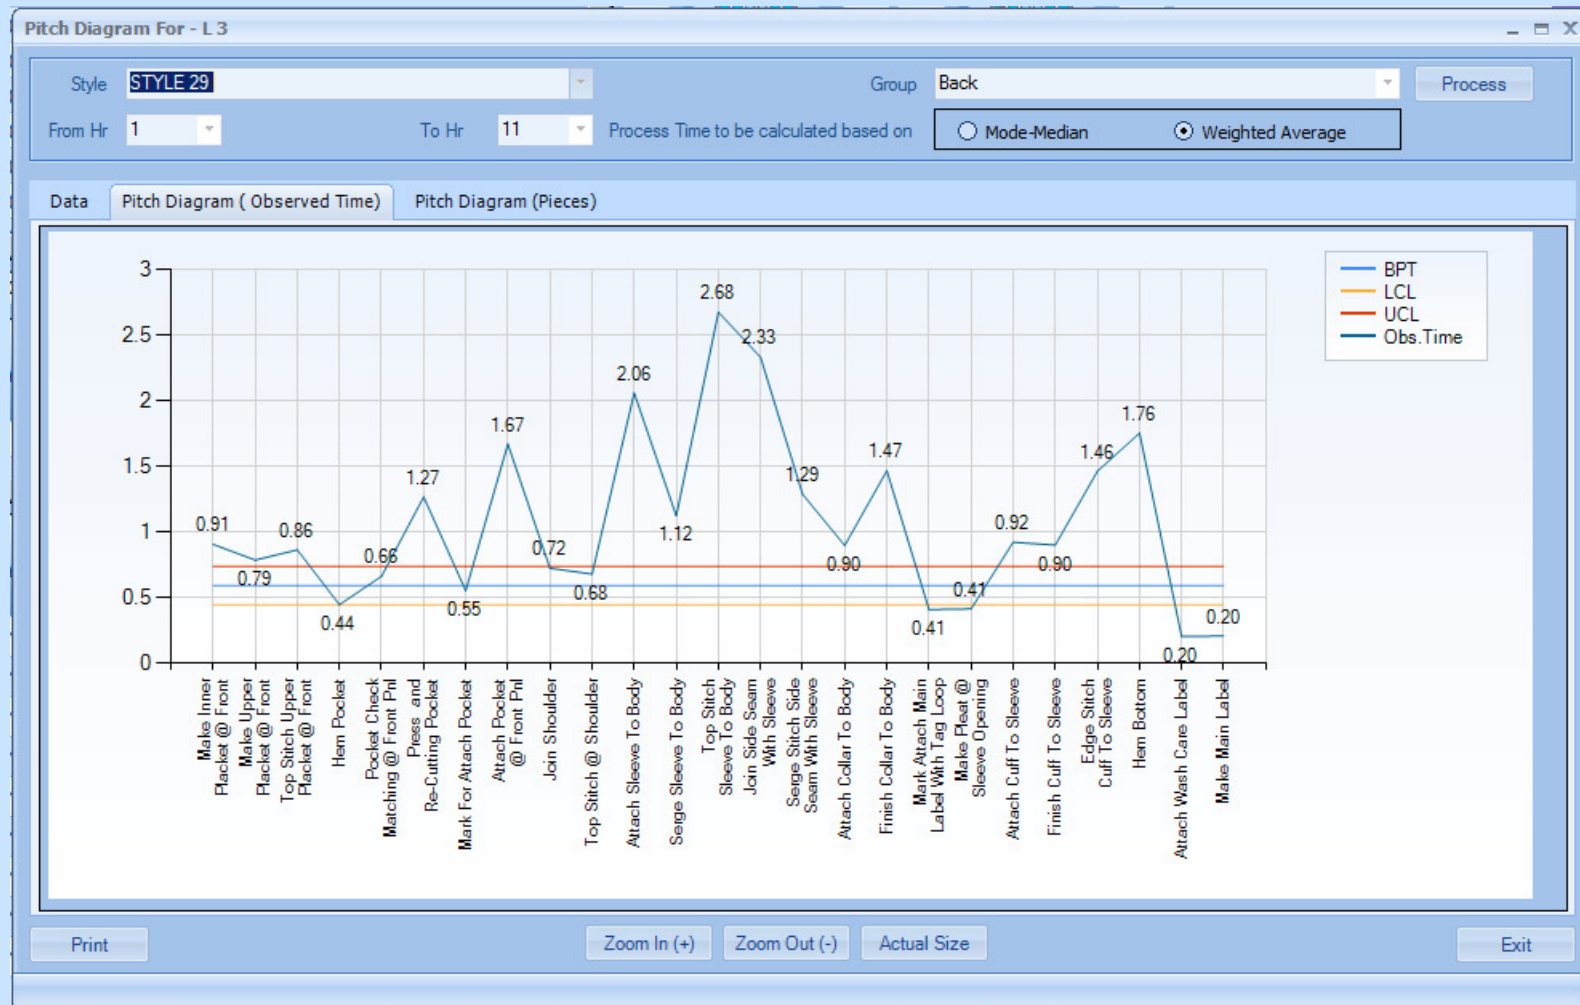 Pitch Diagram For - L 3
Style STYLE 29 Group Back Process
From Hr 1 To Hr 11 Process Time to be calculated based on Mode-Median Weighted Average
Data Pitch Diagram ( Observed Time) Pitch Diagram (Pieces)
BPT
LCL
UCL
Obs.Time
3
2.5
2
1.5
1
0.5
0
0.91
0.79
0.86
0.44
0.66
1.27
0.55
1.67
0.72
0.68
2.06
1.12
2.68
2.33
1.29
0.90
1.47
0.41
0.41
0.92
0.90
1.46
1.76
0.20
0.20
Make Inner
Placket @ Front
Make Upper
Placket @ Front
Top Stitch Upper
Placket @ Front
Hem Pocket
Pocket Check
Matching @ Front Pnl
Press and
Re-Cutting Pocket
Mark For Attach Pocket
Attach Pocket
@ Front Pnl
Join Shoulder
Top Stitch @ Shoulder
Attach Sleeve To Body
Serge Sleeve To Body
Top Stitch
Sleeve To Body
Join Side Seam
With Sleeve
Serge Stitch Side
Seam With Sleeve
Attach Collar To Body
Finish Collar To Body
Mark Attach Main
Label With Tag Loop
Make Pleat @
Sleeve Opening
Attach Cuff To Sleeve
Finish Cuff To Sleeve
Edge Stitch
Cuff To Sleeve
Hem Bottom
Attach Wash Care Label
Make Main Label
Print Zoom In (+) Zoom Out (-) Actual Size Exit